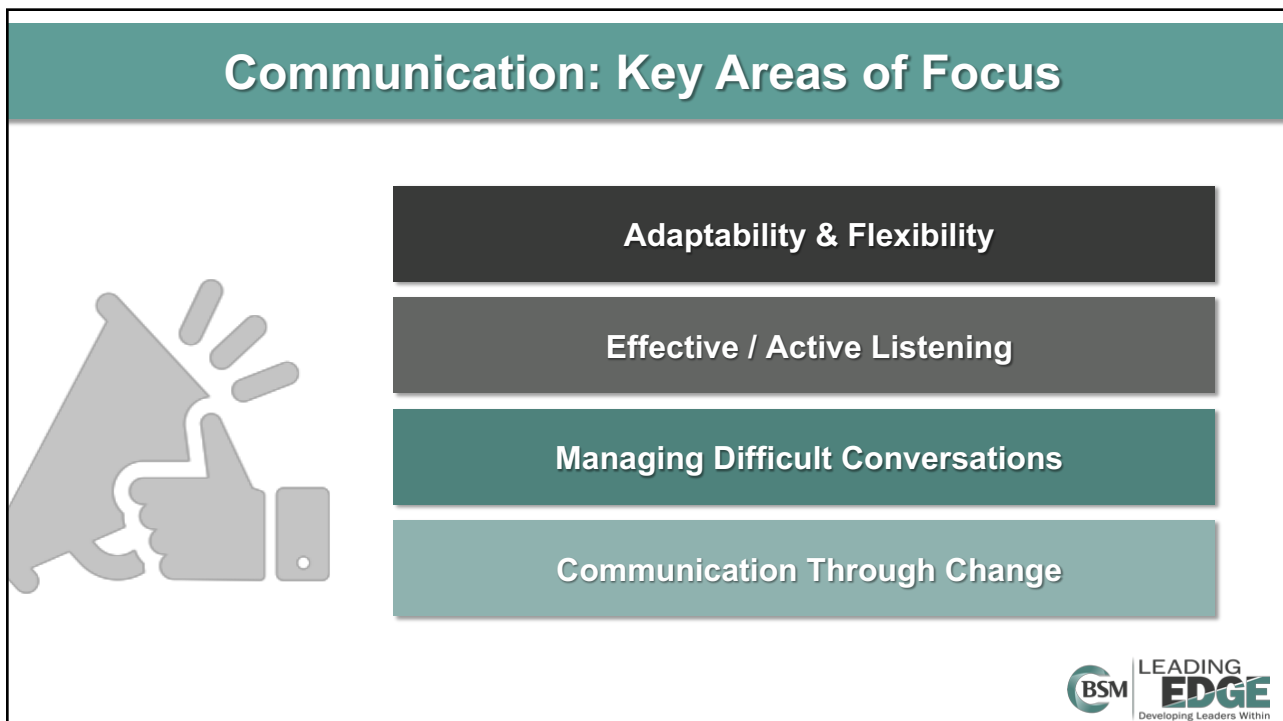 Communication: Key Areas of Focus
Adaptability & Flexibility
Effective / Active Listening
Managing Difficult Conversations
Communication Through Change
BSM
LEADING
EDGE
Developing Leaders Within